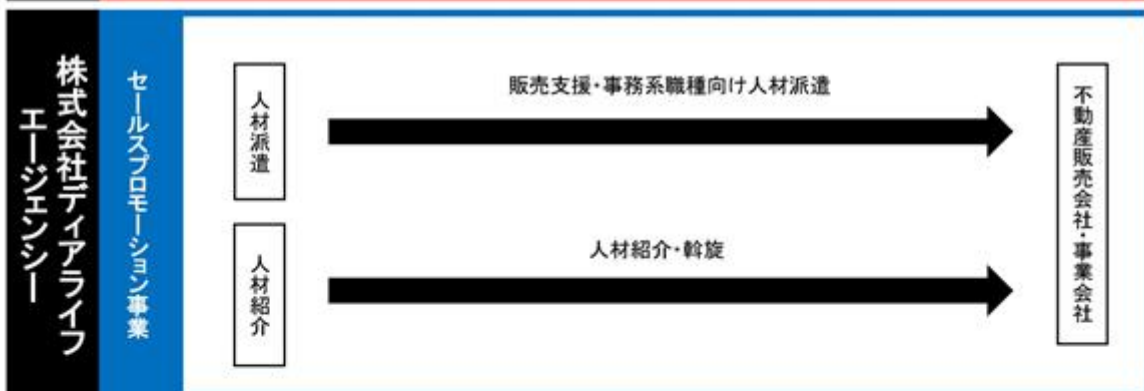 株式会社ディアライフ
エージェンシー
セールスプロモーション事業
人材派遣
販売支援・事務系職種向け人材派遣
人材紹介
人材紹介・斡旋
不動産販売会社・事業会社